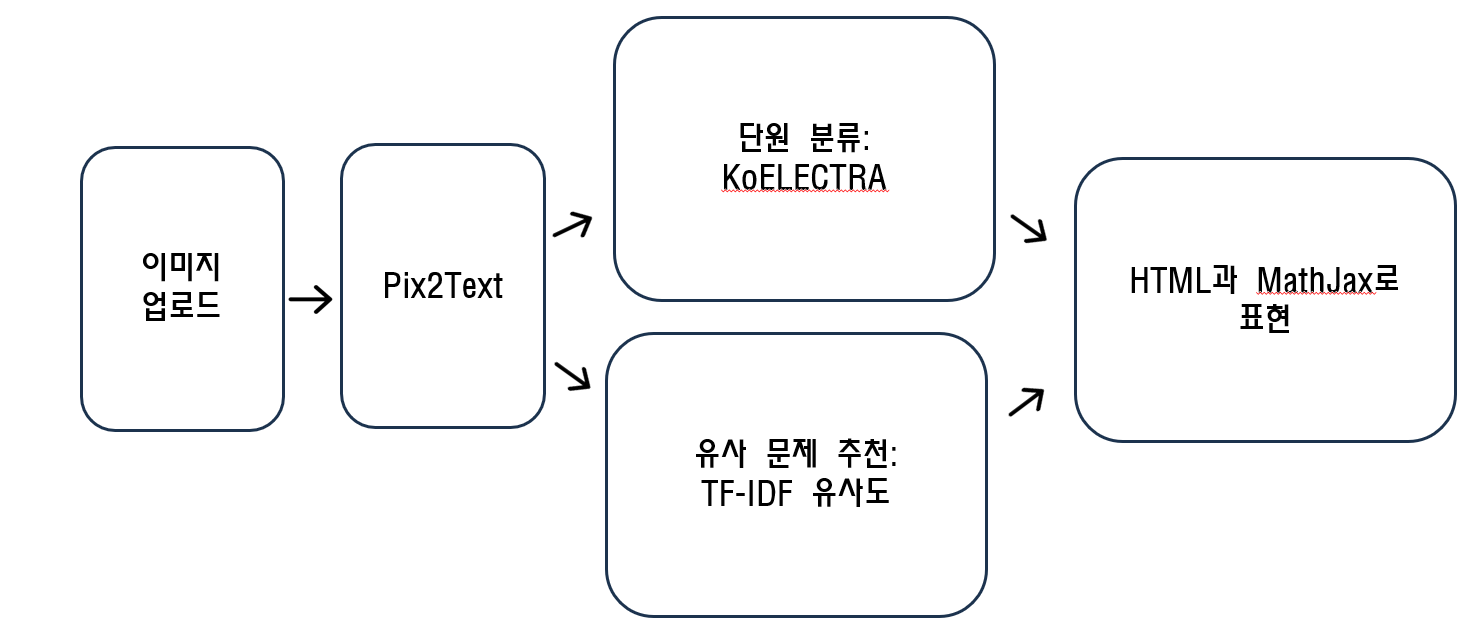 이미지
업로드
Pix2Text
단원 분류:
KoELECTRA
유사 문제 추천:
TF-IDF 유사도
HTML과 MathJax로
표현